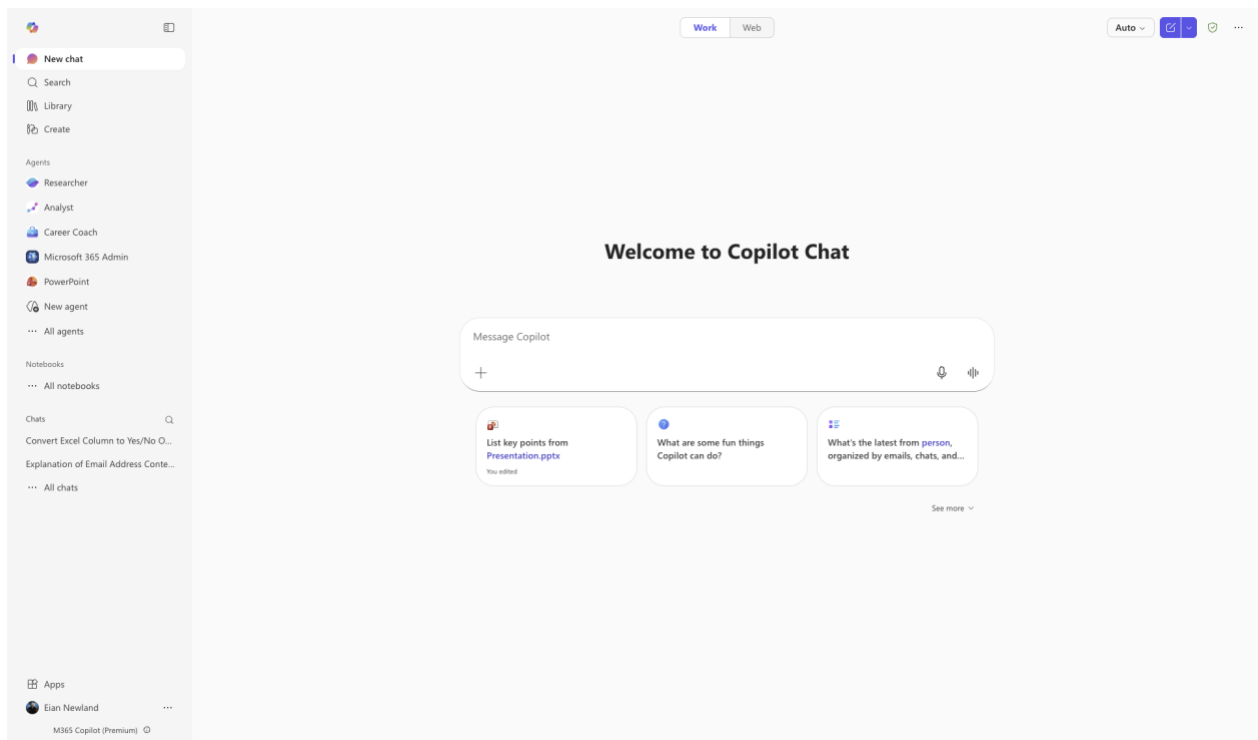 Work
Web
Auto
New chat
Search
Library
Create
Agents
Researcher
Analyst
Career Coach
Microsoft 365 Admin
PowerPoint
New agent
All agents
Notebooks
All notebooks
Chats
Convert Excel Column to Yes/No O...
Explanation of Email Address Conte...
All chats
Apps
Eian Newland
M365 Copilot (Premium)
Welcome to Copilot Chat
Message Copilot
List key points from
Presentation.pptx
You edited
What are some fun things
Copilot can do?
What's the latest from person,
organized by emails, chats, and...
See more